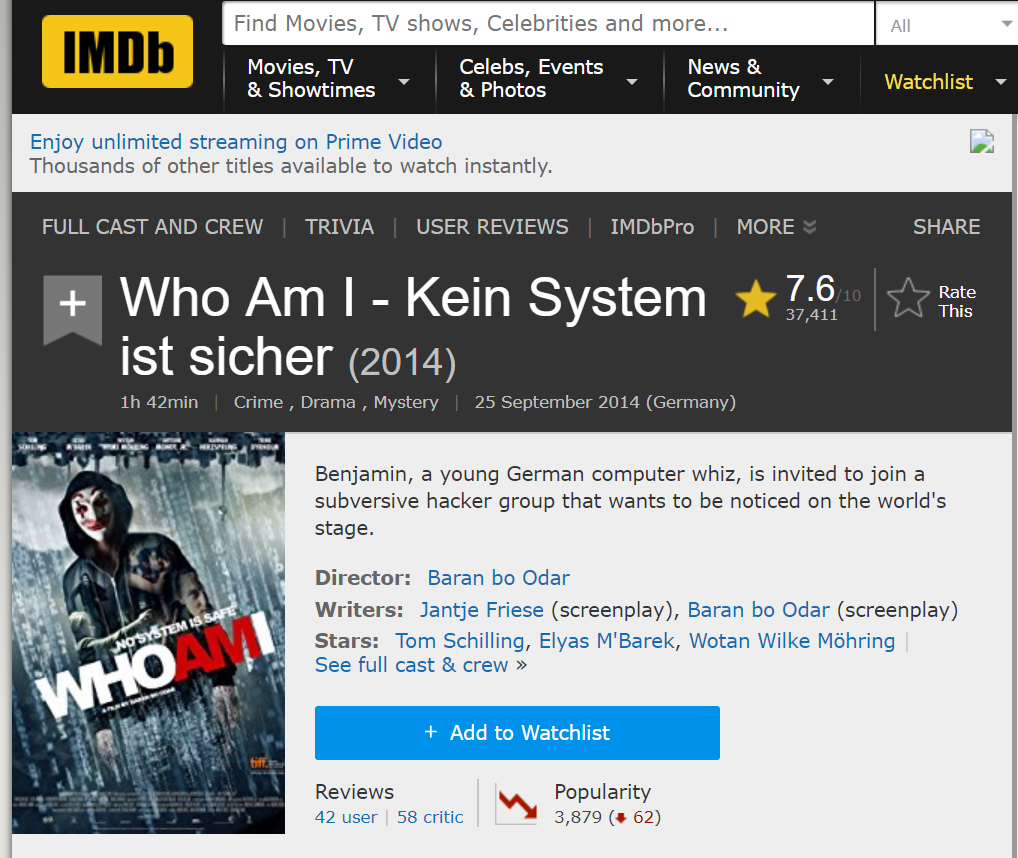 IMDb
Find Movies, TV shows, Celebrities and more...
All
Movies, TV
& Showtimes
Celebs, Events
& Photos
News &
Community
Watchlist
Enjoy unlimited streaming on Prime Video
Thousands of other titles available to watch instantly.
FULL CAST AND CREW | TRIVIA | USER REVIEWS | IMDbPro | MORE
SHARE
+
Who Am I - Kein System
ist sicher (2014)
7.6/10
37,411
Rate
This
1h 42min | Crime , Drama , Mystery | 25 September 2014 (Germany)
NO SYSTEM IS SAFE
WHOAMI
A FILM BY BARAN BO ODAR
tiff.
Benjamin, a young German computer whiz, is invited to join a
subversive hacker group that wants to be noticed on the world's
stage.
Director: Baran bo Odar
Writers: Jantje Friese (screenplay), Baran bo Odar (screenplay)
Stars: Tom Schilling, Elyas M'Barek, Wotan Wilke Möhring |
See full cast & crew »
+ Add to Watchlist
Reviews
42 user | 58 critic
Popularity
3,879 (62)